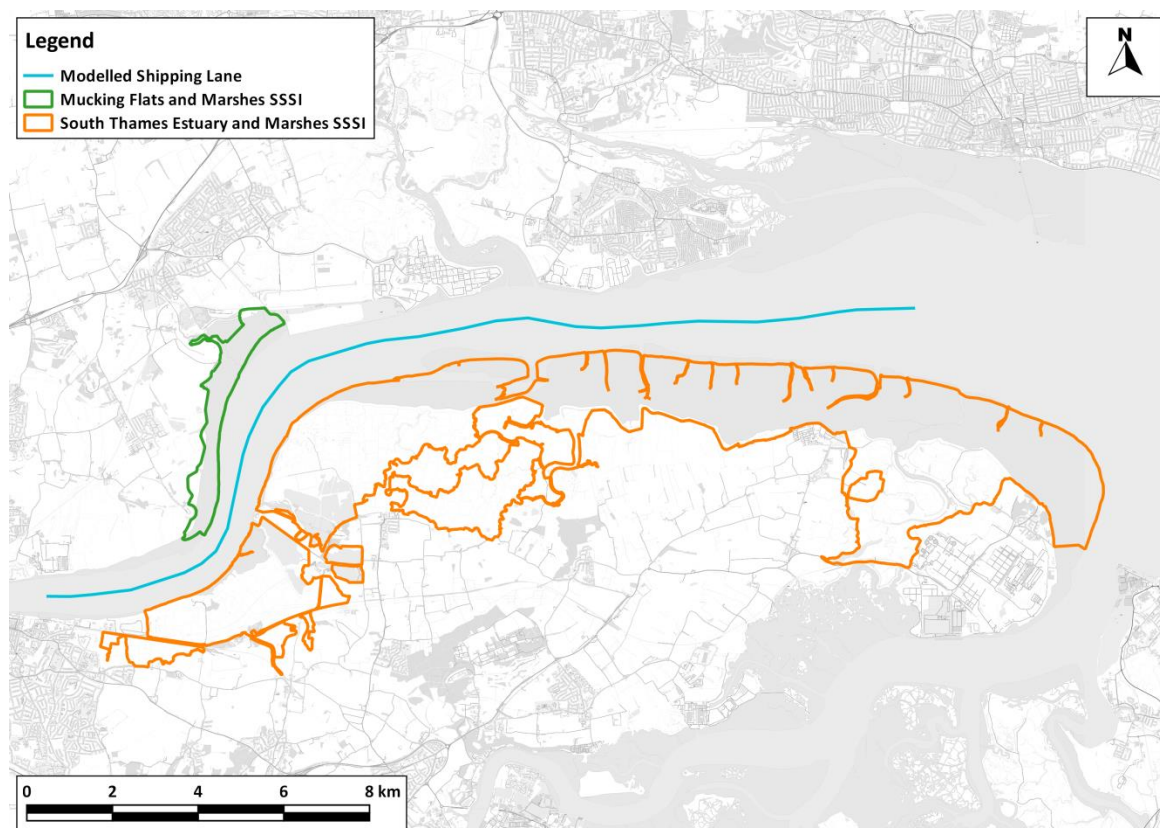 Legend
Modelled Shipping Lane
Mucking Flats and Marshes SSSI
South Thames Estuary and Marshes SSSI
N
0 2 4 6 8 km